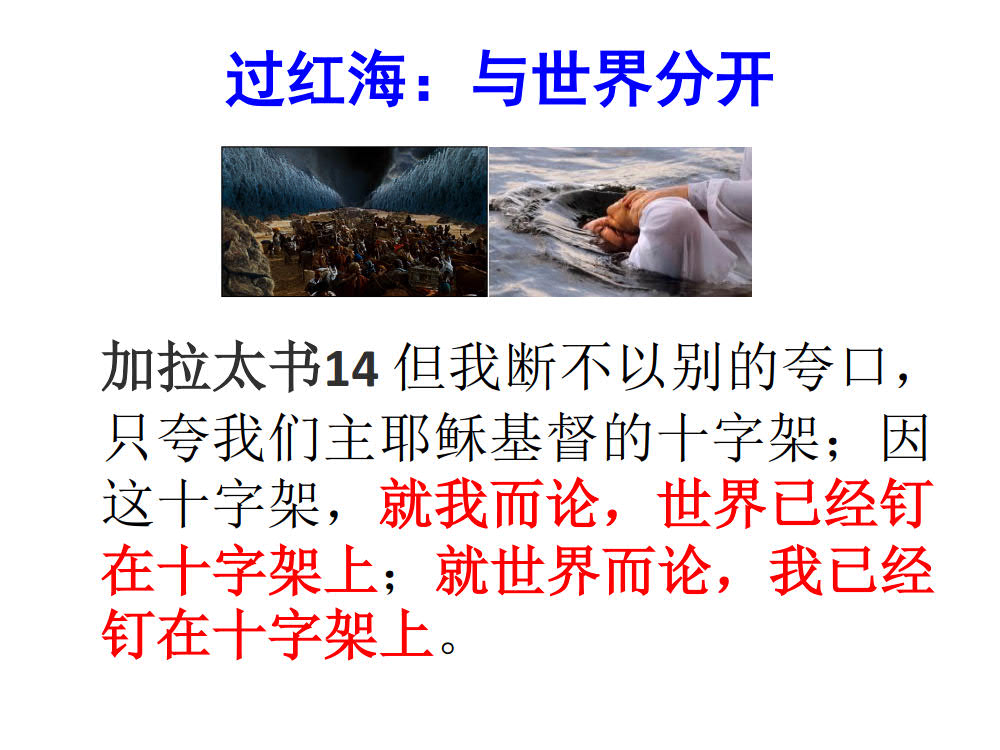 过红海：与世界分开
加拉太书14 但我断不以别的夸口，
只夸我们主耶稣基督的十字架；因
这十字架，就我而论，世界已经钉
在十字架上；就世界而论，我已经
钉在十字架上。